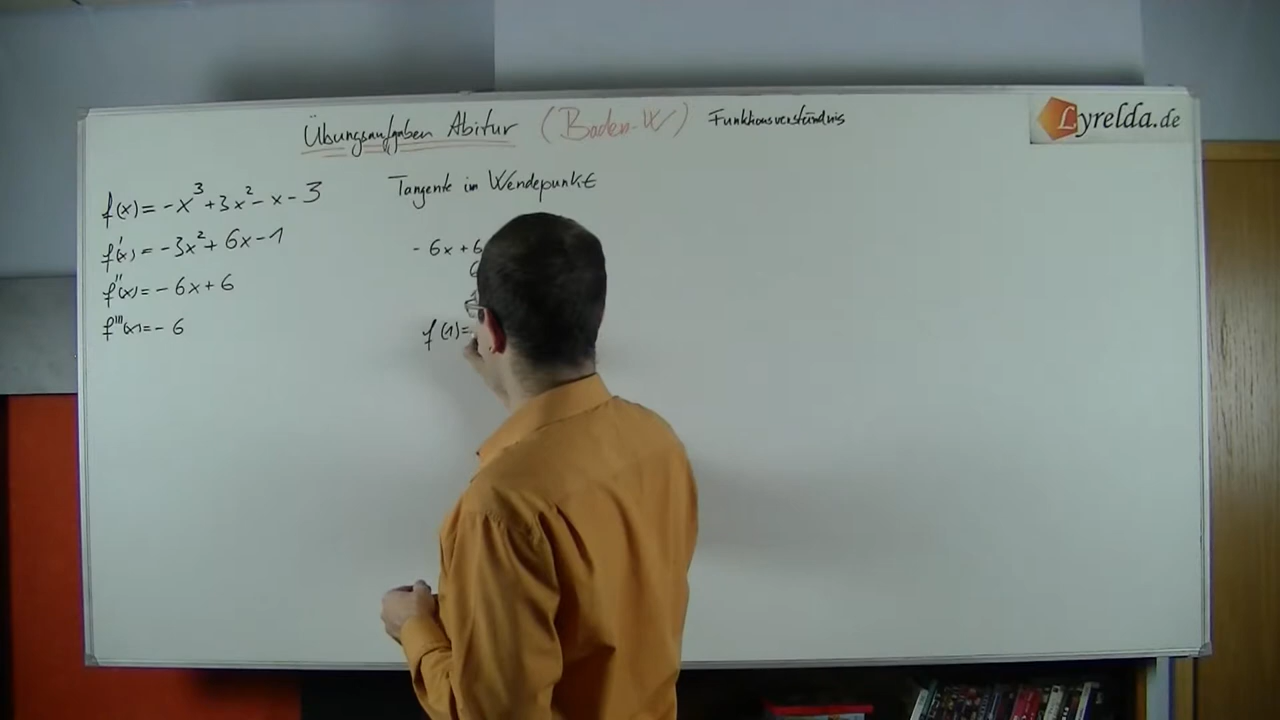 Übungsaufgaben Abitur (Baden-W) Funktionsverständnis
Lyrelda.de
f(x)=-x³+3x²-x-3
f'(x)=-3x²+6x-1
f''(x)=-6x+6
f'''(x)=-6
Tangente im Wendepunkt
-6x+6
6
f(1)=